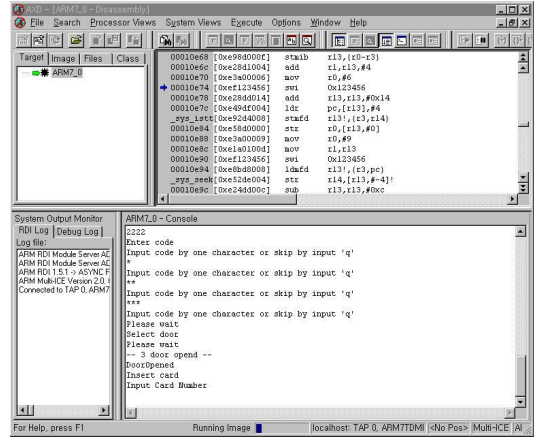 AXD - [ARM7_0 - Disassembly]
File Search Processor Views System Views Execute Options Window Help
Target Image Files Class
ARM7_0
00010e68 [0xe98d000f] stmib r13,{r0-r3}
00010e6c [0xe28d1004] add r1,r13,#4
00010e70 [0xe3a00006] mov r0,#6
00010e74 [0xef123456] swi 0x123456
00010e78 [0xe28dd014] add r13,r13,#0x14
00010e7c [0xe49df004] ldr pc,[r13],#4
_sys_istt[0xe92d4008] stmfd r13!,{r3,r14}
00010e84 [0xe58d0000] str r0,[r13,#0]
00010e88 [0xe3a00009] mov r0,#9
00010e8c [0xe1a0100d] mov r1,r13
00010e90 [0xef123456] swi 0x123456
00010e94 [0xe8bd8008] ldmfd r13!,{r3,pc}
_sys_seek[0xe52de004] str r14,[r13,#-4]!
00010e9c [0xe24dd00c] sub r13,r13,#0xc
System Output Monitor
RDI Log Debug Log
Log file:
ARM RDI Module Server AD
ARM RDI Module Server AD
ARM RDI 1.5.1 -> ASYNC F
ARM Multi-ICE Version 2.0.
Connected to TAP 0, ARM7
ARM7_0 - Console
2222
Enter code
Input code by one character or skip by input 'q'
*
Input code by one character or skip by input 'q'
**
Input code by one character or skip by input 'q'
***
Input code by one character or skip by input 'q'
Please wait
Select door
Please wait
-- 3 door opend --
DoorOpened
Insert card
Input Card Number
For Help, press F1
Running Image
localhost: TAP 0, ARM7TDMI
<No Pos>
Multi-ICE